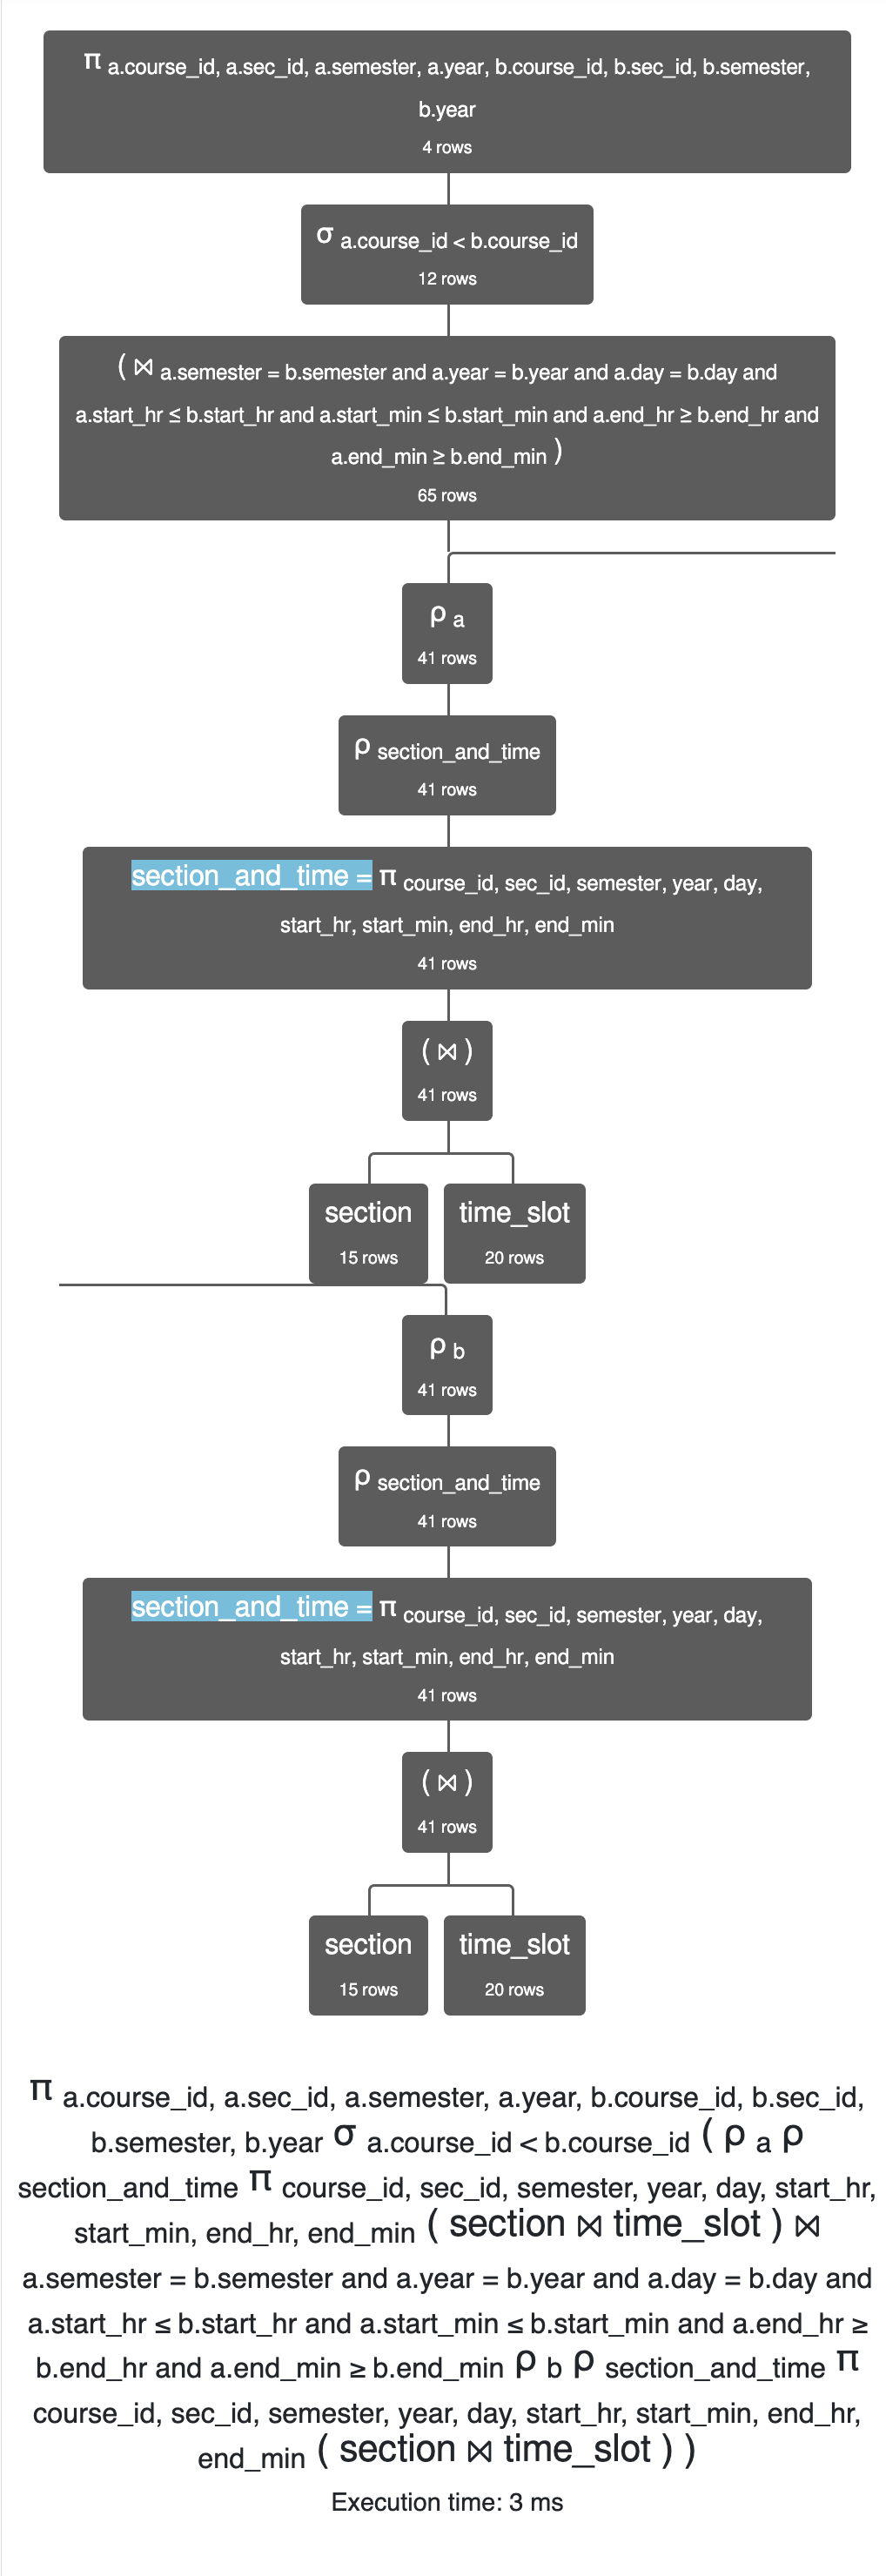 π a.course_id, a.sec_id, a.semester, a.year, b.course_id, b.sec_id, b.semester,
b.year
4 rows
σ a.course_id < b.course_id
12 rows
( ⋈ a.semester = b.semester and a.year = b.year and a.day = b.day and
a.start_hr ≤ b.start_hr and a.start_min ≤ b.start_min and a.end_hr ≥ b.end_hr and
a.end_min ≥ b.end_min )
65 rows
ρ a
41 rows
ρ section_and_time
41 rows
section_and_time = π course_id, sec_id, semester, year, day,
start_hr, start_min, end_hr, end_min
41 rows
( ⋈ )
41 rows
section time_slot
15 rows 20 rows
ρ b
41 rows
ρ section_and_time
41 rows
section_and_time = π course_id, sec_id, semester, year, day,
start_hr, start_min, end_hr, end_min
41 rows
( ⋈ )
41 rows
section time_slot
15 rows 20 rows
π a.course_id, a.sec_id, a.semester, a.year, b.course_id, b.sec_id,
b.semester, b.year σ a.course_id < b.course_id ( ρ a ρ
section_and_time π course_id, sec_id, semester, year, day, start_hr,
start_min, end_hr, end_min ( section ⋈ time_slot ) ⋈
a.semester = b.semester and a.year = b.year and a.day = b.day and
a.start_hr ≤ b.start_hr and a.start_min ≤ b.start_min and a.end_hr ≥
b.end_hr and a.end_min ≥ b.end_min ρ b ρ section_and_time π
course_id, sec_id, semester, year, day, start_hr, start_min, end_hr,
end_min ( section ⋈ time_slot ) )
Execution time: 3 ms